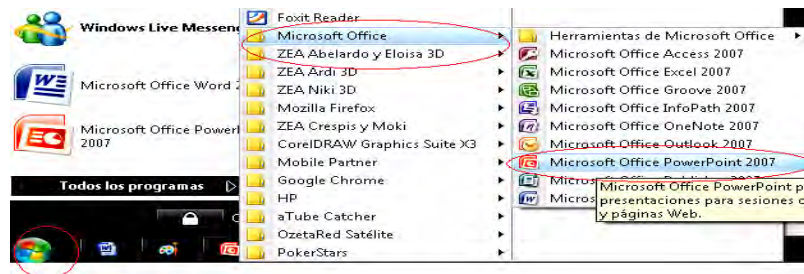 Windows Live Messen
Microsoft Office Word 2
Microsoft Office Power
2007
Todos los programas
Foxit Reader
Microsoft Office
ZEA Abelardo y Eloisa 3D
ZEA Ardi 3D
ZEA Niki 3D
Mozilla Firefox
ZEA Crespis y Moki
CorelDRAW Graphics Suite X3
Mobile Partner
Google Chrome
HP
aTube Catcher
OzetaRed Satélite
PokerStars
Herramientas de Microsoft Office
Microsoft Office Access 2007
Microsoft Office Excel 2007
Microsoft Office Groove 2007
Microsoft Office InfoPath 2007
Microsoft Office OneNote 2007
Microsoft Office Outlook 2007
Microsoft Office PowerPoint 2007
Micros
Microsoft Office PowerPoint p
presentaciones para sesiones
y páginas Web.